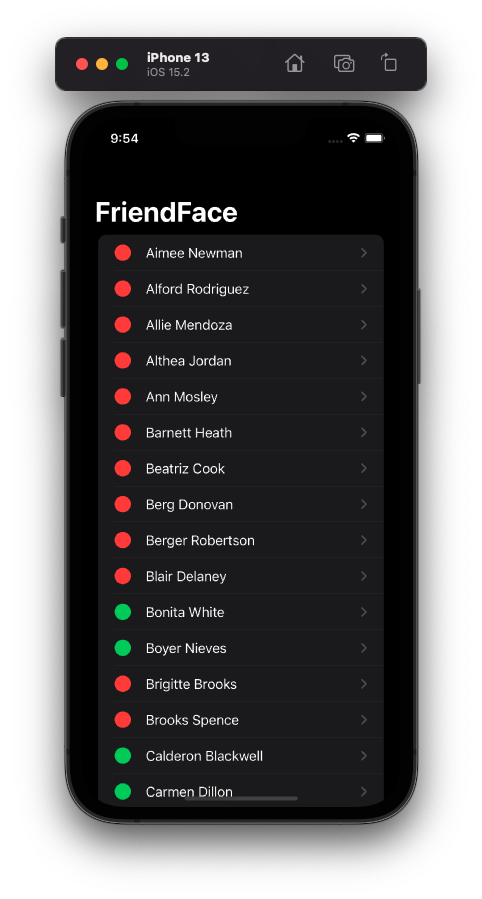 iPhone 13
iOS 15.2
9:54
FriendFace
Aimee Newman
Alford Rodriguez
Allie Mendoza
Althea Jordan
Ann Mosley
Barnett Heath
Beatriz Cook
Berg Donovan
Berger Robertson
Blair Delaney
Bonita White
Boyer Nieves
Brigitte Brooks
Brooks Spence
Calderon Blackwell
Carmen Dillon